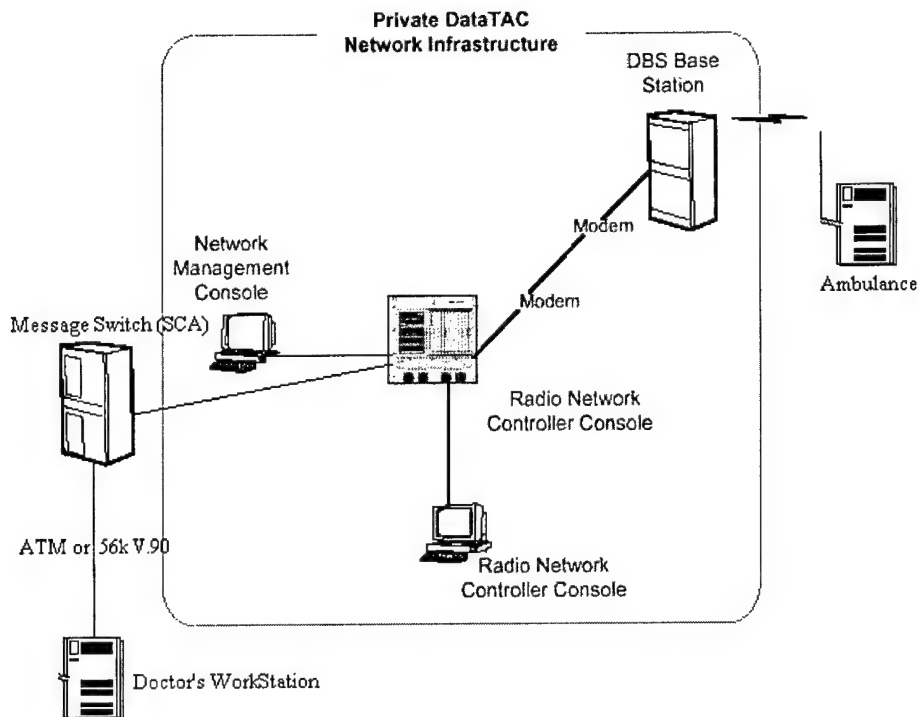 Private DataTAC
Network Infrastructure
DBS Base
Station
Modem
Network
Management
Console
Ambulance
Modem
Message Switch (SCA)
Radio Network
Controller Console
ATM or 56k V.90
Radio Network
Controller Console
Doctor's WorkStation